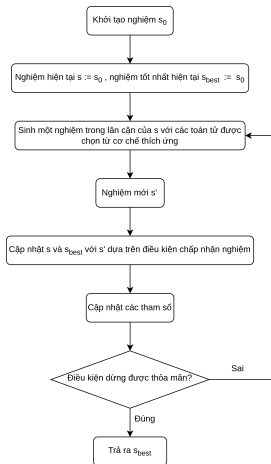 Khởi tạo nghiệm s0
Nghiệm hiện tại s := s0 , nghiệm tốt nhất hiện tại sbest := s0
Sinh một nghiệm trong lân cận của s với các toán tử được
chọn từ cơ chế thích ứng
Nghiệm mới s'
Cập nhật s và sbest với s' dựa trên điều kiện chấp nhận nghiệm
Cập nhật các tham số
Điều kiện dừng được thỏa mãn?
Sai
Đúng
Trả ra sbest